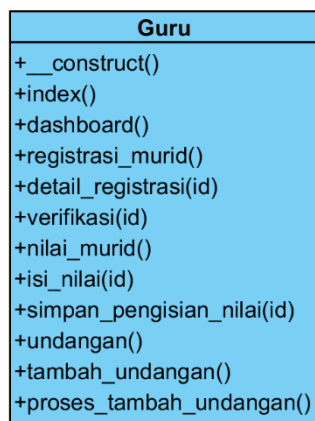 Guru
+__construct()
+index()
+dashboard()
+registrasi_murid()
+detail_registrasi(id)
+verifikasi(id)
+nilai_murid()
+isi_nilai(id)
+simpan_pengisian_nilai(id)
+undangan()
+tambah_undangan()
+proses_tambah_undangan()